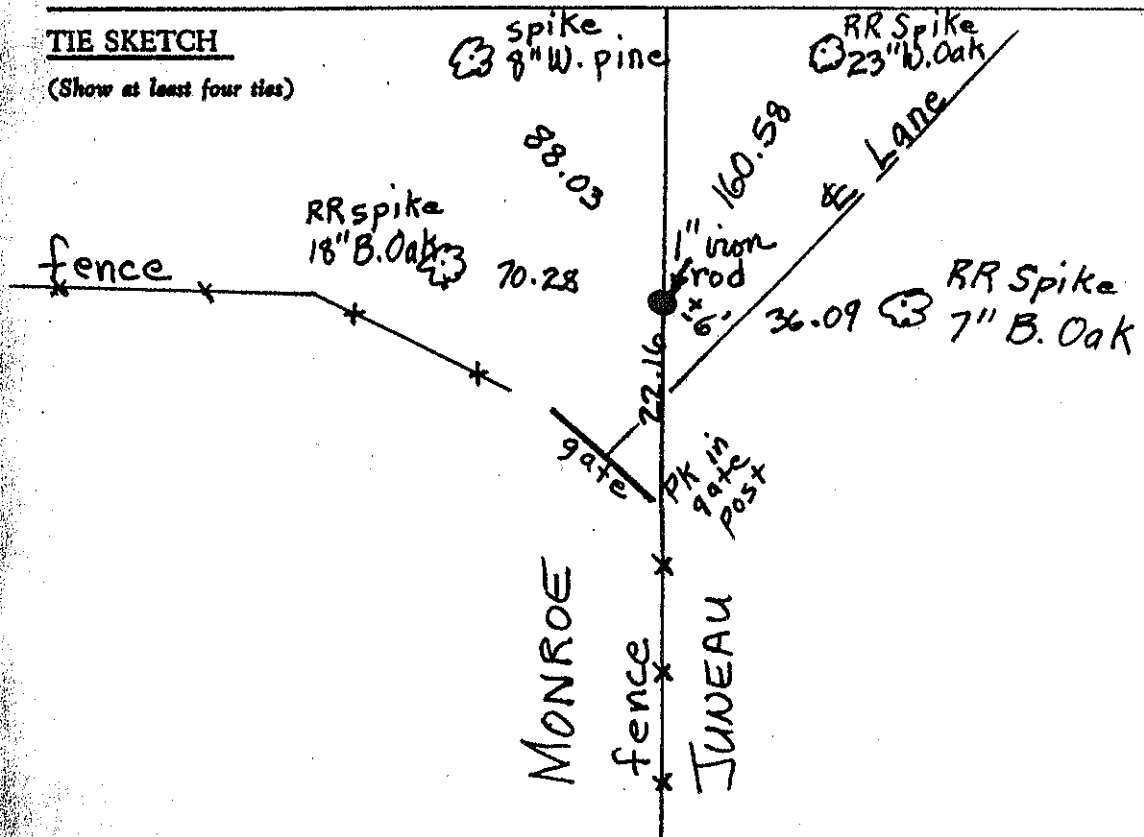 TIE SKETCH
(Show at least four ties)
spike
8" W. pine
RR Spike
23" W. Oak
88.03
160.58
Lane
RR spike
18" B. Oak
fence
70.28
1" iron
rod
6'
36.09
RR Spike
7" B. Oak
22.16
gate
PK in
gate
post
MONROE
fence
JUNEAU